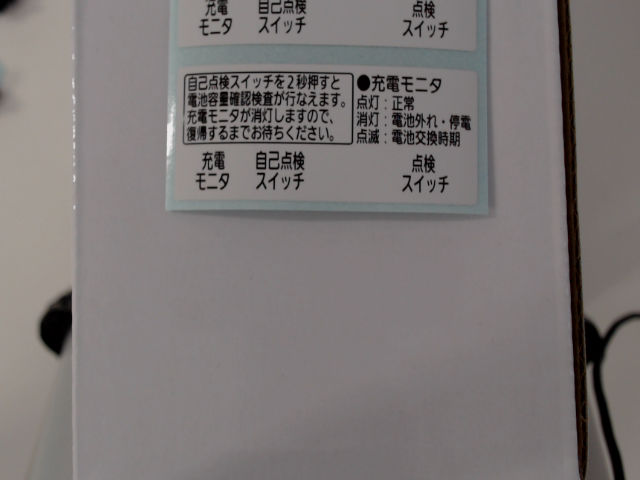 充電 自己点検 点検
モニタ スイッチ スイッチ
自己点検スイッチを2秒押すと
電池容量確認検査が行なえます。
充電モニタが消灯しますので、
復帰するまでお待ちください。
●充電モニタ
点灯：正常
消灯：電池外れ・停電
点滅：電池交換時期
充電 自己点検 点検
モニタ スイッチ スイッチ